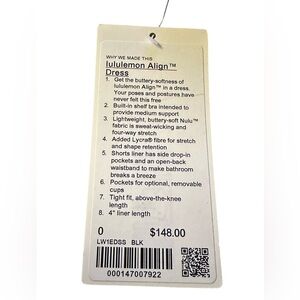 WHY WE MADE THIS
lululemon Align™
Dress
1. Get the buttery-softness of
lululemon Align™ in a dress.
Your poses and postures have
never felt this free
2. Built-in shelf bra intended to
provide medium support
3. Lightweight, buttery-soft Nulu™
fabric is sweat-wicking and
four-way stretch
4. Added Lycra® fibre for stretch
and shape retention
5. Shorts liner has side drop-in
pockets and an open-back
waistband to make bathroom
breaks a breeze
6. Pockets for optional, removable
cups
7. Tight fit, above-the-knee
length
8. 4" liner length
0 $148.00
LW1EDSS BLK
000147007922